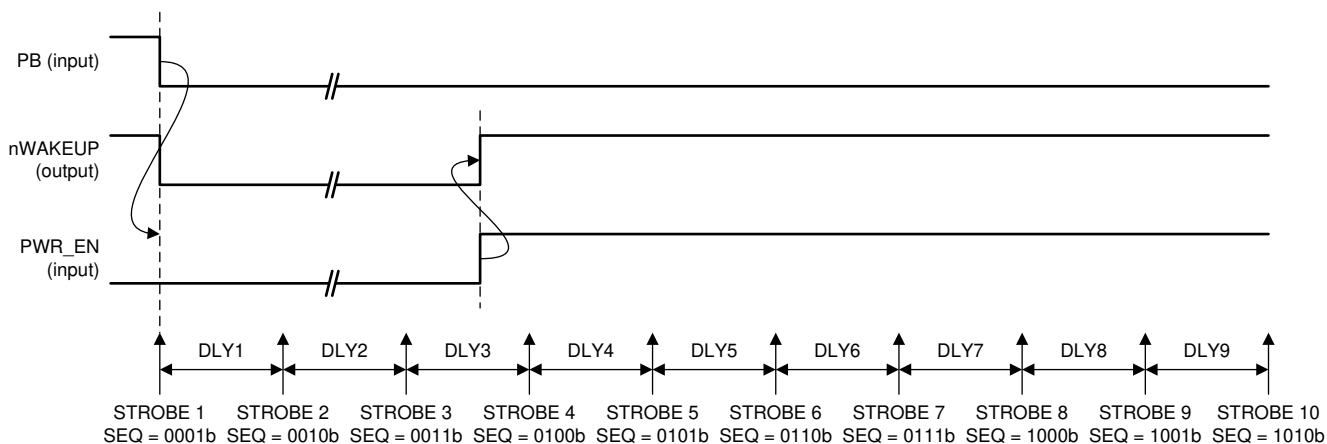 PB (input)
nWAKEUP
(output)
PWR_EN
(input)
DLY1 DLY2 DLY3 DLY4 DLY5 DLY6 DLY7 DLY8 DLY9
STROBE 1 STROBE 2 STROBE 3 STROBE 4 STROBE 5 STROBE 6 STROBE 7 STROBE 8 STROBE 9 STROBE 10
SEQ = 0001b SEQ = 0010b SEQ = 0011b SEQ = 0100b SEQ = 0101b SEQ = 0110b SEQ = 0111b SEQ = 1000b SEQ = 1001b SEQ = 1010b